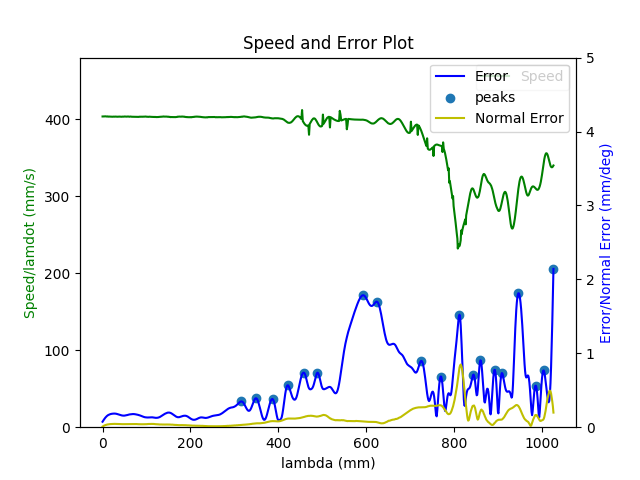 Speed and Error Plot
Speed/lamdot (mm/s)
400
300
200
100
0
Error
Speed
peaks
Normal Error
5
4
3
2
1
0
Error/Normal Error (mm/deg)
0
200
400
600
800
1000
lambda (mm)